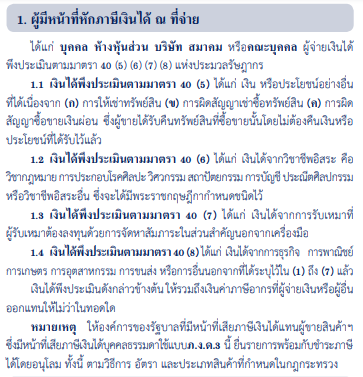 1. ผู้มีหน้าที่หักภาษีเงินได้ ณ ที่จ่าย
ได้แก่ บุคคล ห้างหุ้นส่วน บริษัท สมาคม หรือคณะบุคคล ผู้จ่ายเงินได้
พึงประเมินตามมาตรา 40 (5) (6) (7) (8) แห่งประมวลรัษฎากร
1.1 เงินได้พึงประเมินตามมาตรา 40 (5) ได้แก่ เงิน หรือประโยชน์อย่างอื่น
ที่ได้เนื่องจาก (ก) การให้เช่าทรัพย์สิน (ข) การผิดสัญญาเช่าซื้อทรัพย์สิน (ค) การผิด
สัญญาซื้อขายเงินผ่อน ซึ่งผู้ขายได้รับคืนทรัพย์สินที่ซื้อขายนั้นโดยไม่ต้องคืนเงินหรือ
ประโยชน์ที่ได้รับไว้แล้ว
1.2 เงินได้พึงประเมินตามมาตรา 40 (6) ได้แก่ เงินได้จากวิชาชีพอิสระ คือ
วิชากฎหมาย การประกอบโรคศิลป วิศวกรรม สถาปัตยกรรม การบัญชี ประณีตศิลปกรรม
หรือวิชาชีพอิสระอื่น ซึ่งจะได้มีพระราชกฤษฎีกากำหนดชนิดไว้
1.3 เงินได้พึงประเมินตามมาตรา 40 (7) ได้แก่ เงินได้จากการรับเหมาที่
ผู้รับเหมาต้องลงทุนด้วยการจัดหาสัมภาระในส่วนสำคัญนอกจากเครื่องมือ
1.4 เงินได้พึงประเมินตามมาตรา 40 (8) ได้แก่ เงินได้จากการธุรกิจ การพาณิชย์
การเกษตร การอุตสาหกรรม การขนส่ง หรือการอื่นนอกจากที่ได้ระบุไว้ใน (1) ถึง (7) แล้ว
เงินได้พึงประเมินดังกล่าวข้างต้น ให้รวมถึงเงินค่าภาษีอากรที่ผู้จ่ายเงินหรือผู้อื่น
ออกแทนให้ไม่ว่าในทอดใด
หมายเหตุ ให้องค์การของรัฐบาลที่มีหน้าที่เสียภาษีเงินได้แทนผู้ขายสินค้าฯ
ซึ่งมีหน้าที่เสียภาษีเงินได้บุคคลธรรมดาใช้แบบภ.ง.ด.3 นี้ ยื่นรายการพร้อมกับชำระภาษี
ได้โดยอนุโลม ทั้งนี้ ตามวิธีการ อัตรา และประเภทสินค้าที่กำหนดในกฎกระทรวง